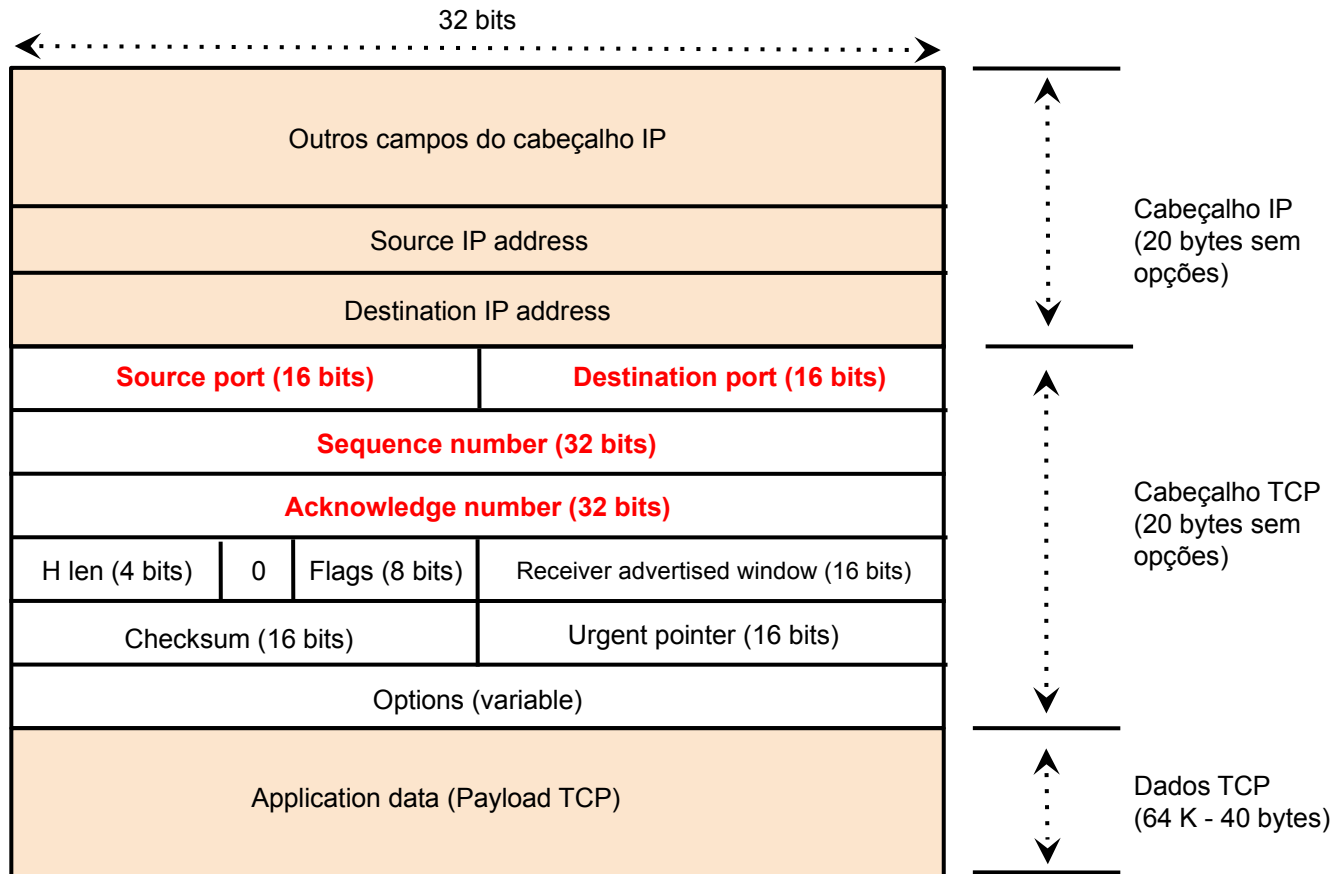 32 bits
Outros campos do cabeçalho IP
Source IP address
Destination IP address
Cabeçalho IP
(20 bytes sem
opções)
Source port (16 bits)
Destination port (16 bits)
Sequence number (32 bits)
Acknowledge number (32 bits)
H len (4 bits)
0
Flags (8 bits)
Receiver advertised window (16 bits)
Checksum (16 bits)
Urgent pointer (16 bits)
Options (variable)
Cabeçalho TCP
(20 bytes sem
opções)
Application data (Payload TCP)
Dados TCP
(64 K - 40 bytes)